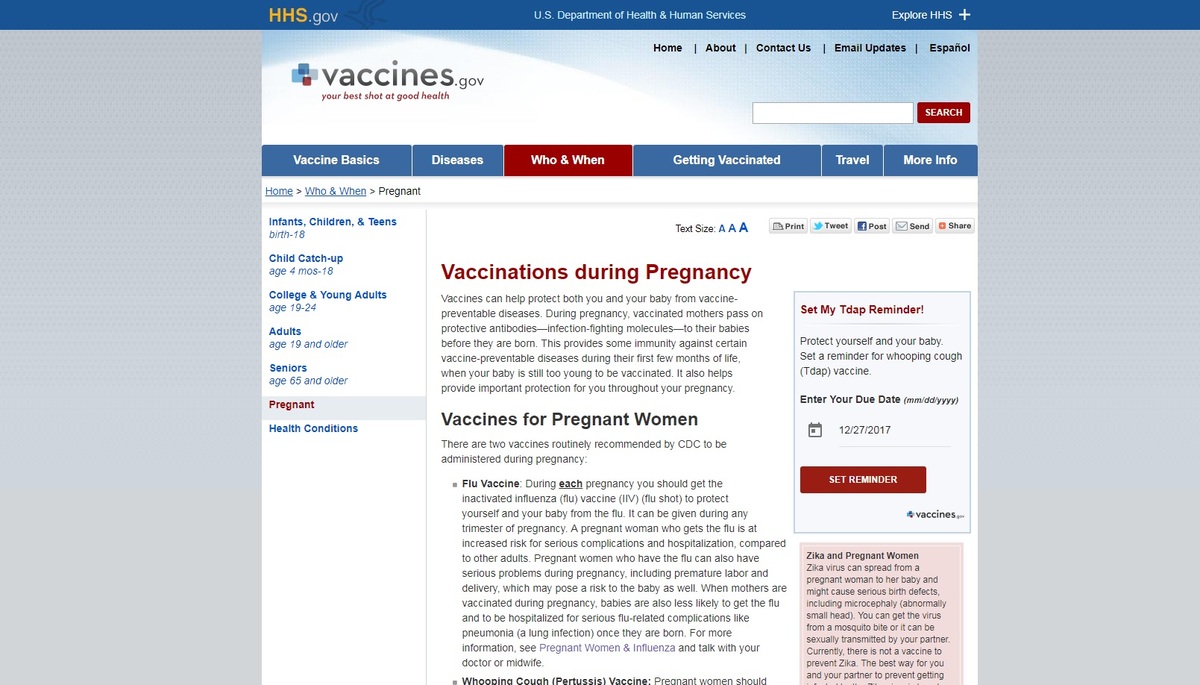 HHS.gov
U.S. Department of Health & Human Services
Explore HHS +
Home | About | Contact Us | Email Updates | Español
vaccines.gov
your best shot at good health
SEARCH
Vaccine Basics
Diseases
Who & When
Getting Vaccinated
Travel
More Info
Home > Who & When > Pregnant
Infants, Children, & Teens
birth-18
Child Catch-up
age 4 mos-18
College & Young Adults
age 19-24
Adults
age 19 and older
Seniors
age 65 and older
Pregnant
Health Conditions
Text Size: A A A
Print
Tweet
Post
Send
Share
Vaccinations during Pregnancy
Vaccines can help protect both you and your baby from vaccine-
preventable diseases. During pregnancy, vaccinated mothers pass on
protective antibodies—infection-fighting molecules—to their babies
before they are born. This provides some immunity against certain
vaccine-preventable diseases during their first few months of life,
when your baby is still too young to be vaccinated. It also helps
provide important protection for you throughout your pregnancy.
Vaccines for Pregnant Women
There are two vaccines routinely recommended by CDC to be
administered during pregnancy:
Flu Vaccine: During each pregnancy you should get the
inactivated influenza (flu) vaccine (IIV) (flu shot) to protect
yourself and your baby from the flu. It can be given during any
trimester of pregnancy. A pregnant woman who gets the flu is at
increased risk for serious complications and hospitalization, compared
to other adults. Pregnant women who have the flu can also have
serious problems during pregnancy, including premature labor and
delivery, which may pose a risk to the baby as well. When mothers are
vaccinated during pregnancy, babies are also less likely to get the flu
and to be hospitalized for serious flu-related complications like
pneumonia (a lung infection) once they are born. For more
information, see Pregnant Women & Influenza and talk with your
doctor or midwife.
Whooping Cough (Pertussis) Vaccine: Pregnant women should
Set My Tdap Reminder!
Protect yourself and your baby.
Set a reminder for whooping cough
(Tdap) vaccine.
Enter Your Due Date (mm/dd/yyyy)
12/27/2017
SET REMINDER
vaccines.gov
Zika and Pregnant Women
Zika virus can spread from a
pregnant woman to her baby and
might cause serious birth defects,
including microcephaly (abnormally
small head). You can get the virus
from a mosquito bite or it can be
sexually transmitted by your partner.
Currently, there is not a vaccine to
prevent Zika. The best way for you
and your partner to prevent getting